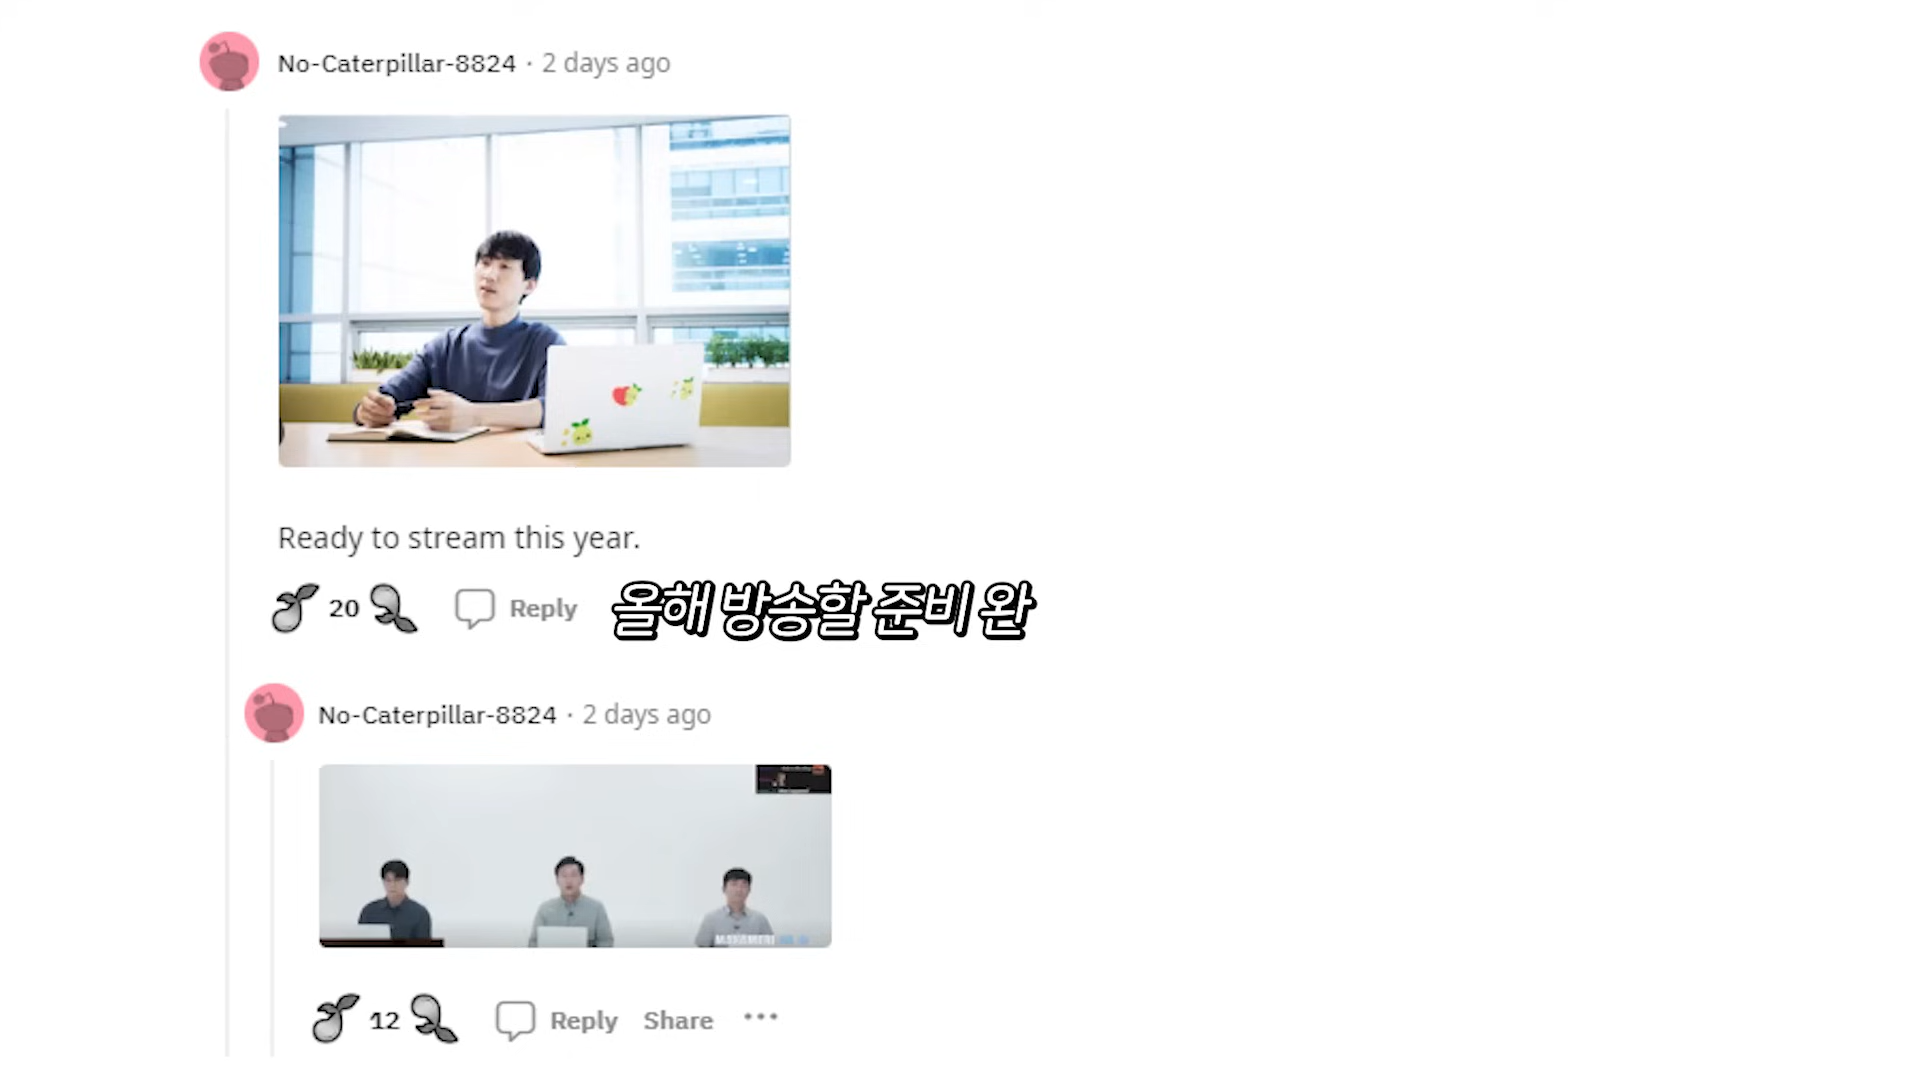 No-Caterpillar-8824 · 2 days ago
Ready to stream this year.
20 Reply
올해 방송할 준비 완
No-Caterpillar-8824 · 2 days ago
12 Reply Share •••